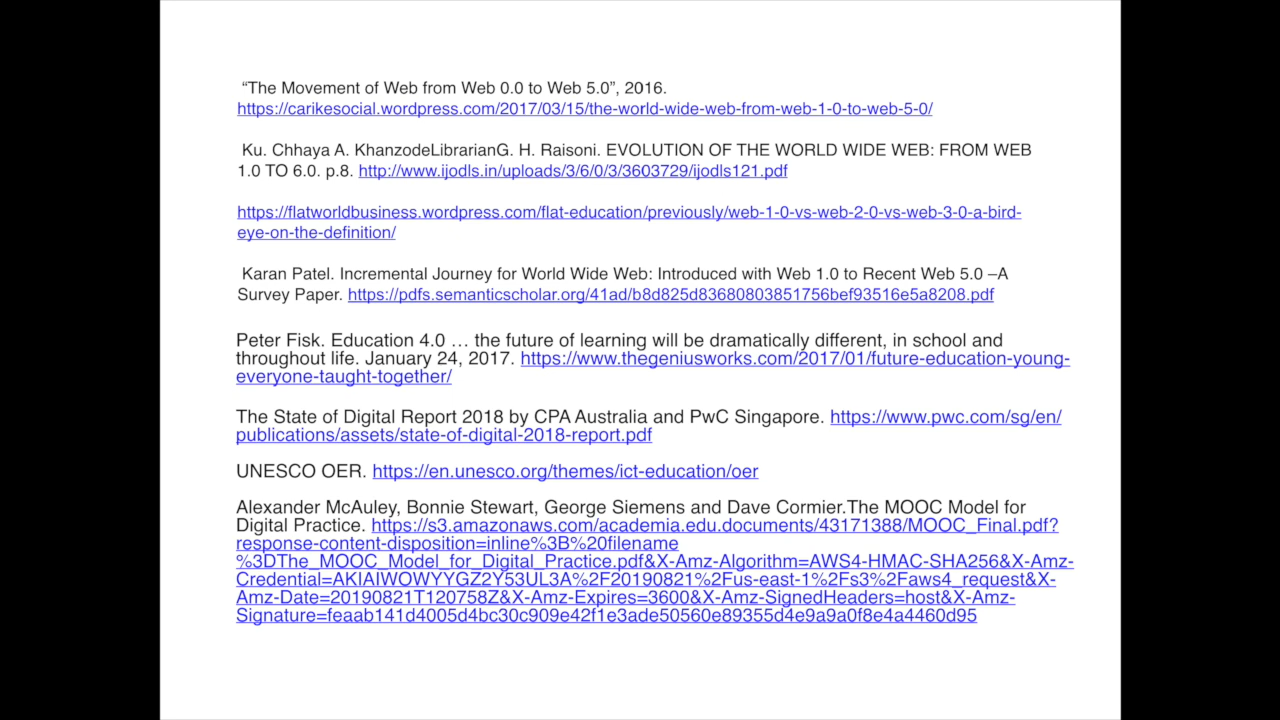 “The Movement of Web from Web 0.0 to Web 5.0”, 2016.
https://carikesocial.wordpress.com/2017/03/15/the-world-wide-web-from-web-1-0-to-web-5-0/
Ku. Chhaya A. KhanzodeLibrarianG. H. Raisoni. EVOLUTION OF THE WORLD WIDE WEB: FROM WEB
1.0 TO 6.0. p.8. http://www.ijodls.in/uploads/3/6/0/3/3603729/ijodls121.pdf
https://flatworldbusiness.wordpress.com/flat-education/previously/web-1-0-vs-web-2-0-vs-web-3-0-a-bird-
eye-on-the-definition/
Karan Patel. Incremental Journey for World Wide Web: Introduced with Web 1.0 to Recent Web 5.0 –A
Survey Paper. https://pdfs.semanticscholar.org/41ad/b8d825d83680803851756bef93516e5a8208.pdf
Peter Fisk. Education 4.0 … the future of learning will be dramatically different, in school and
throughout life. January 24, 2017. https://www.thegeniusworks.com/2017/01/future-education-young-
everyone-taught-together/
The State of Digital Report 2018 by CPA Australia and PwC Singapore. https://www.pwc.com/sg/en/
publications/assets/state-of-digital-2018-report.pdf
UNESCO OER. https://en.unesco.org/themes/ict-education/oer
Alexander McAuley, Bonnie Stewart, George Siemens and Dave Cormier.The MOOC Model for
Digital Practice. https://s3.amazonaws.com/academia.edu.documents/43171388/MOOC_Final.pdf?
response-content-disposition=inline%3B%20filename
%3DThe_MOOC_Model_for_Digital_Practice.pdf&X-Amz-Algorithm=AWS4-HMAC-SHA256&X-Amz-
Credential=AKIAIWOWYYGZ2Y53UL3A%2F20190821%2Fus-east-1%2Fs3%2Faws4_request&X-
Amz-Date=20190821T120758Z&X-Amz-Expires=3600&X-Amz-SignedHeaders=host&X-Amz-
Signature=feaab141d4005d4bc30c909e42f1e3ade50560e89355d4e9a9a0f8e4a4460d95